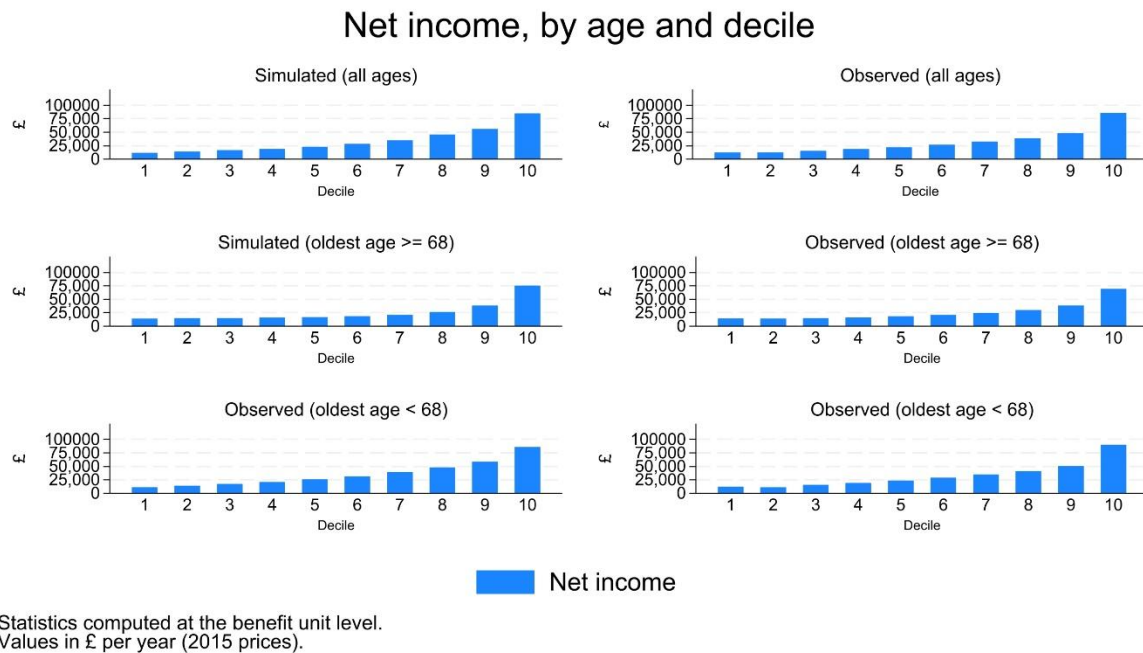 Net income, by age and decile
Simulated (all ages)
£
100000
75,000
50,000
25,000
0
1 2 3 4 5 6 7 8 9 10
Decile
Observed (all ages)
£
100000
75,000
50,000
25,000
0
1 2 3 4 5 6 7 8 9 10
Decile
Simulated (oldest age >= 68)
£
100000
75,000
50,000
25,000
0
1 2 3 4 5 6 7 8 9 10
Decile
Observed (oldest age >= 68)
£
100000
75,000
50,000
25,000
0
1 2 3 4 5 6 7 8 9 10
Decile
Observed (oldest age < 68)
£
100000
75,000
50,000
25,000
0
1 2 3 4 5 6 7 8 9 10
Decile
Observed (oldest age < 68)
£
100000
75,000
50,000
25,000
0
1 2 3 4 5 6 7 8 9 10
Decile
Net income
Statistics computed at the benefit unit level.
Values in £ per year (2015 prices).